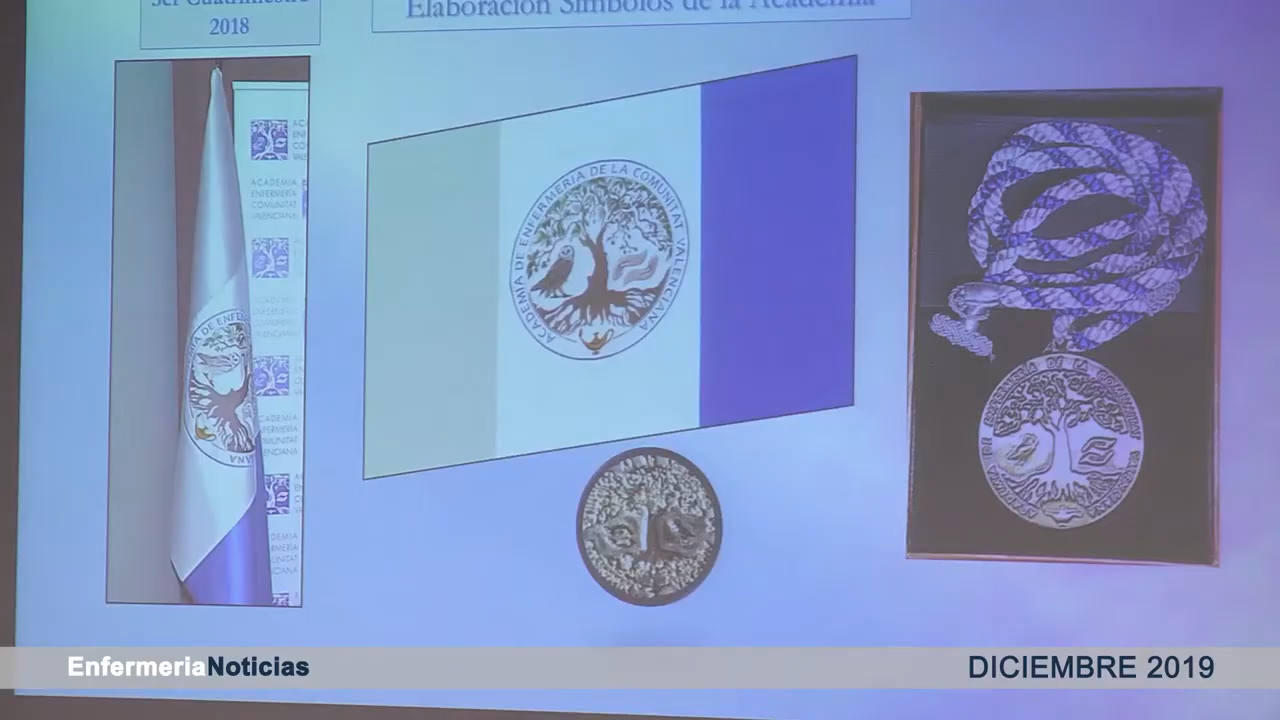 3er Cuatrimestre
2018
Elaboración Símbolos de la Academia
ACADEMIA
ENFERMERÍA
COMUNITAT
VALENCIANA
ACADEMIA DE ENFERMERÍA DE LA COMUNITAT VALENCIANA
EnfermeriaNoticias
DICIEMBRE 2019